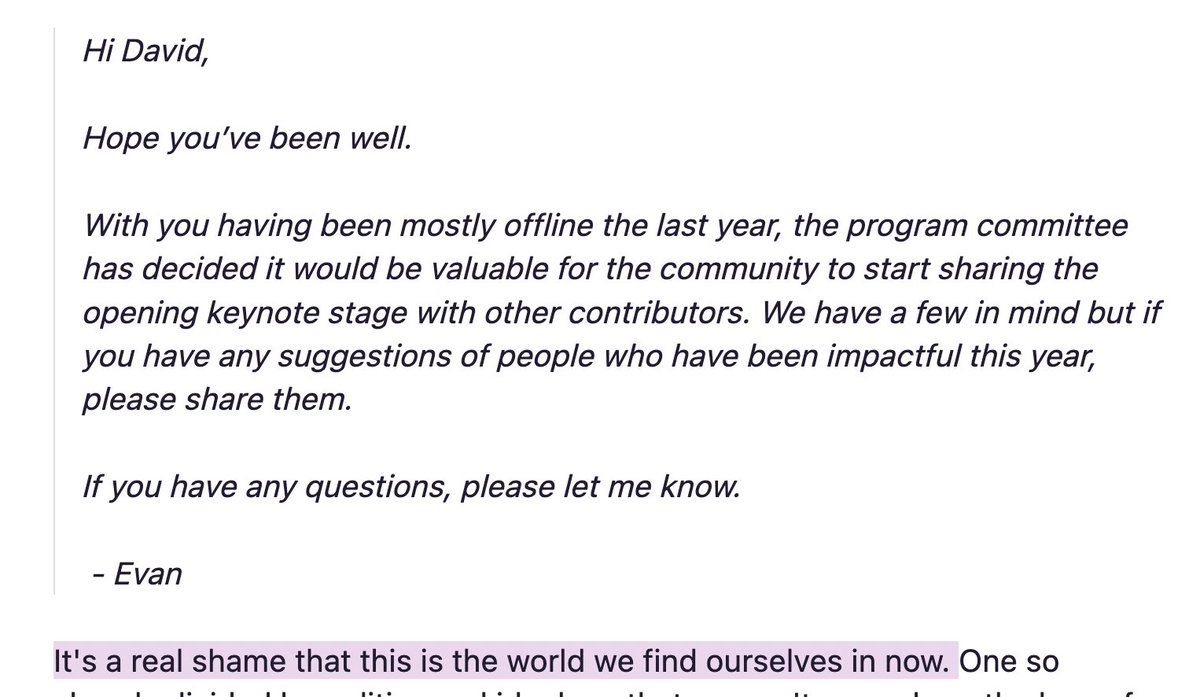 Hi David,
Hope you’ve been well.
With you having been mostly offline the last year, the program committee
has decided it would be valuable for the community to start sharing the
opening keynote stage with other contributors. We have a few in mind but if
you have any suggestions of people who have been impactful this year,
please share them.
If you have any questions, please let me know.
- Evan
It's a real shame that this is the world we find ourselves in now. One so